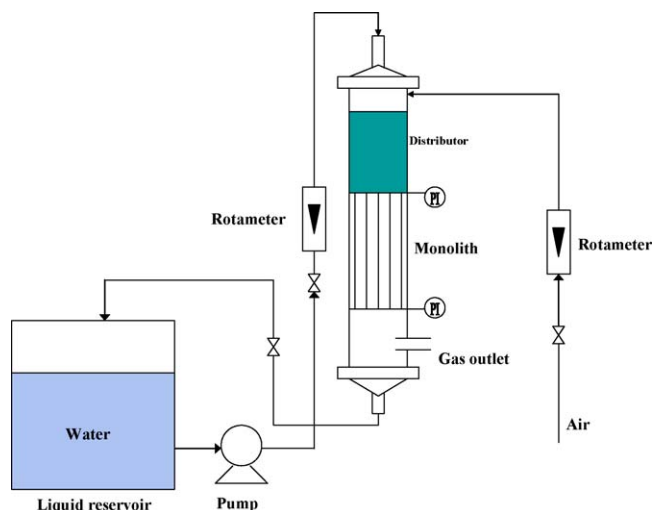 Distributor
PI
Rotameter
Monolith
Rotameter
PI
Gas outlet
Water
Air
Liquid reservoir
Pump